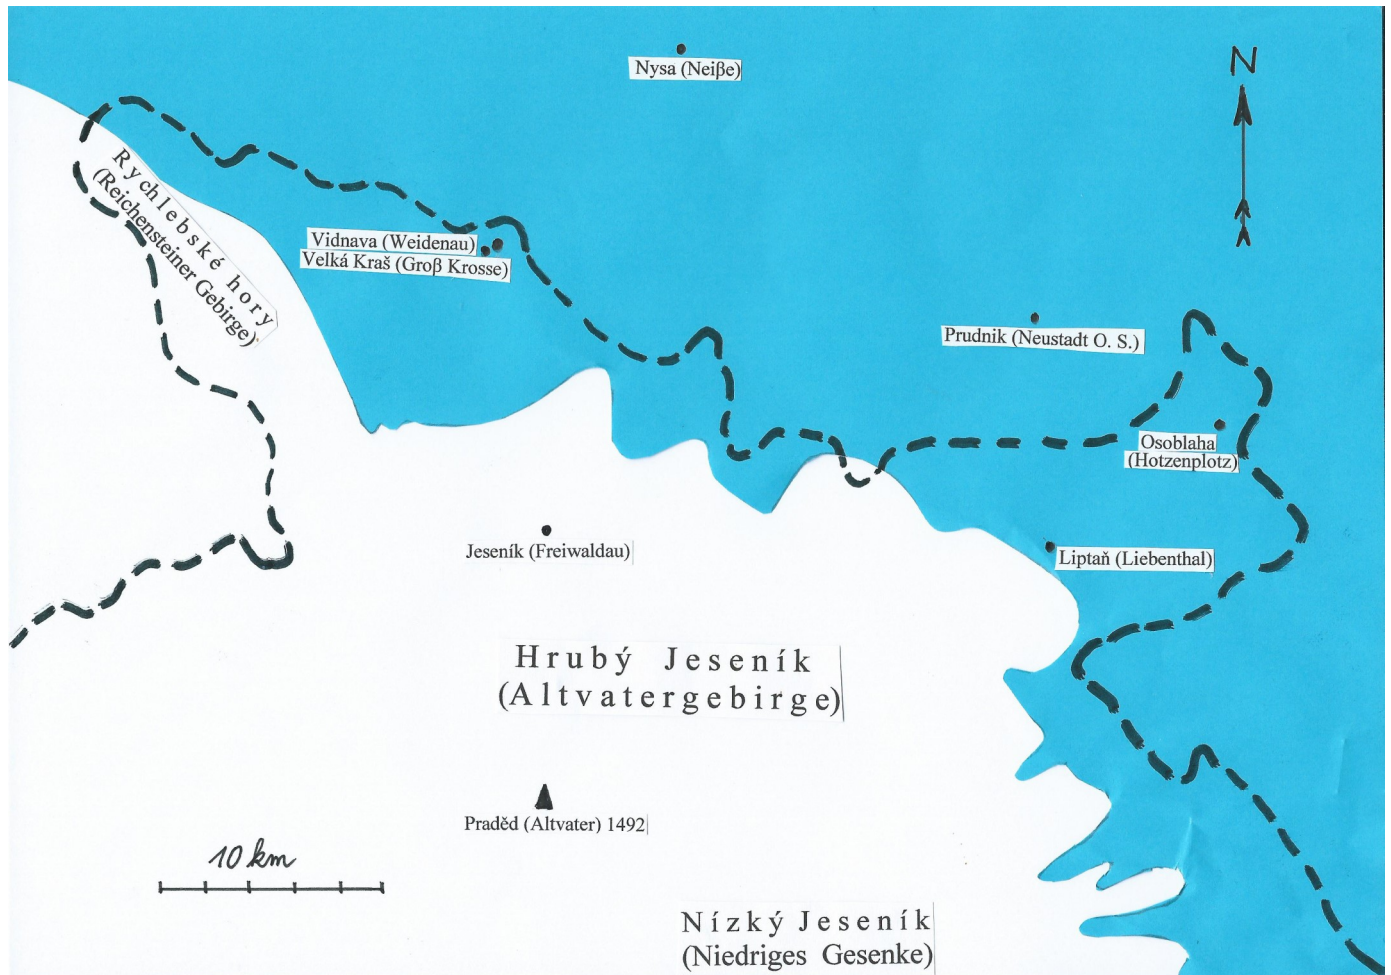 Nysa (Neiβe)
N
Rychlebské hory
(Reichensteiner Gebirge)
Vidnava (Weidenau)
Velká Kraš (Groβ Krosse)
Prudnik (Neustadt O. S.)
Osoblaha
(Hotzenplotz)
Jeseník (Freiwaldau)
Liptaň (Liebenthal)
Hrubý Jeseník
(Altvatergebirge)
Praděd (Altvater) 1492
10 km
Nízký Jeseník
(Niedriges Gesenke)